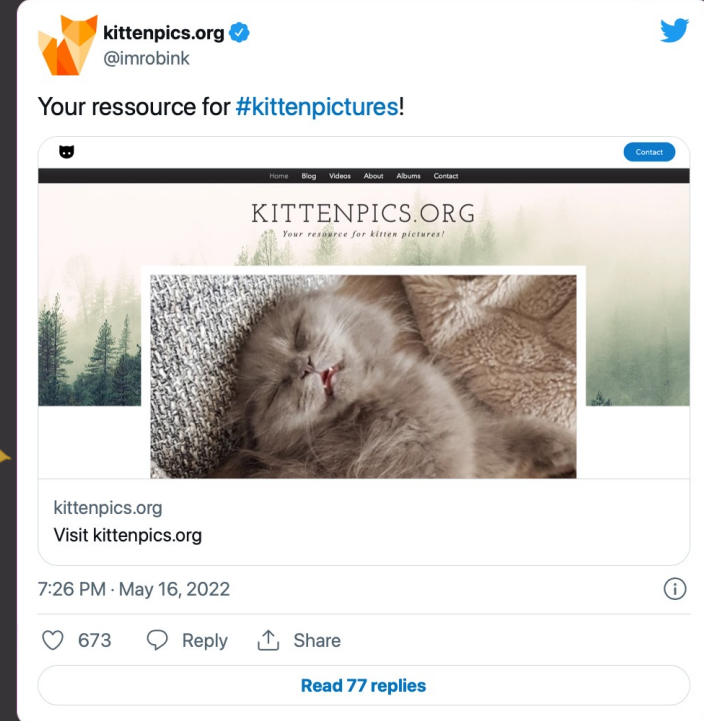 kittenpics.org
@imrobink
Your ressource for #kittenpictures!
Contact
Home Blog Videos About Albums Contact
KITTENPICS.ORG
Your resource for kitten pictures!
kittenpics.org
Visit kittenpics.org
7:26 PM · May 16, 2022
673 Reply Share
Read 77 replies